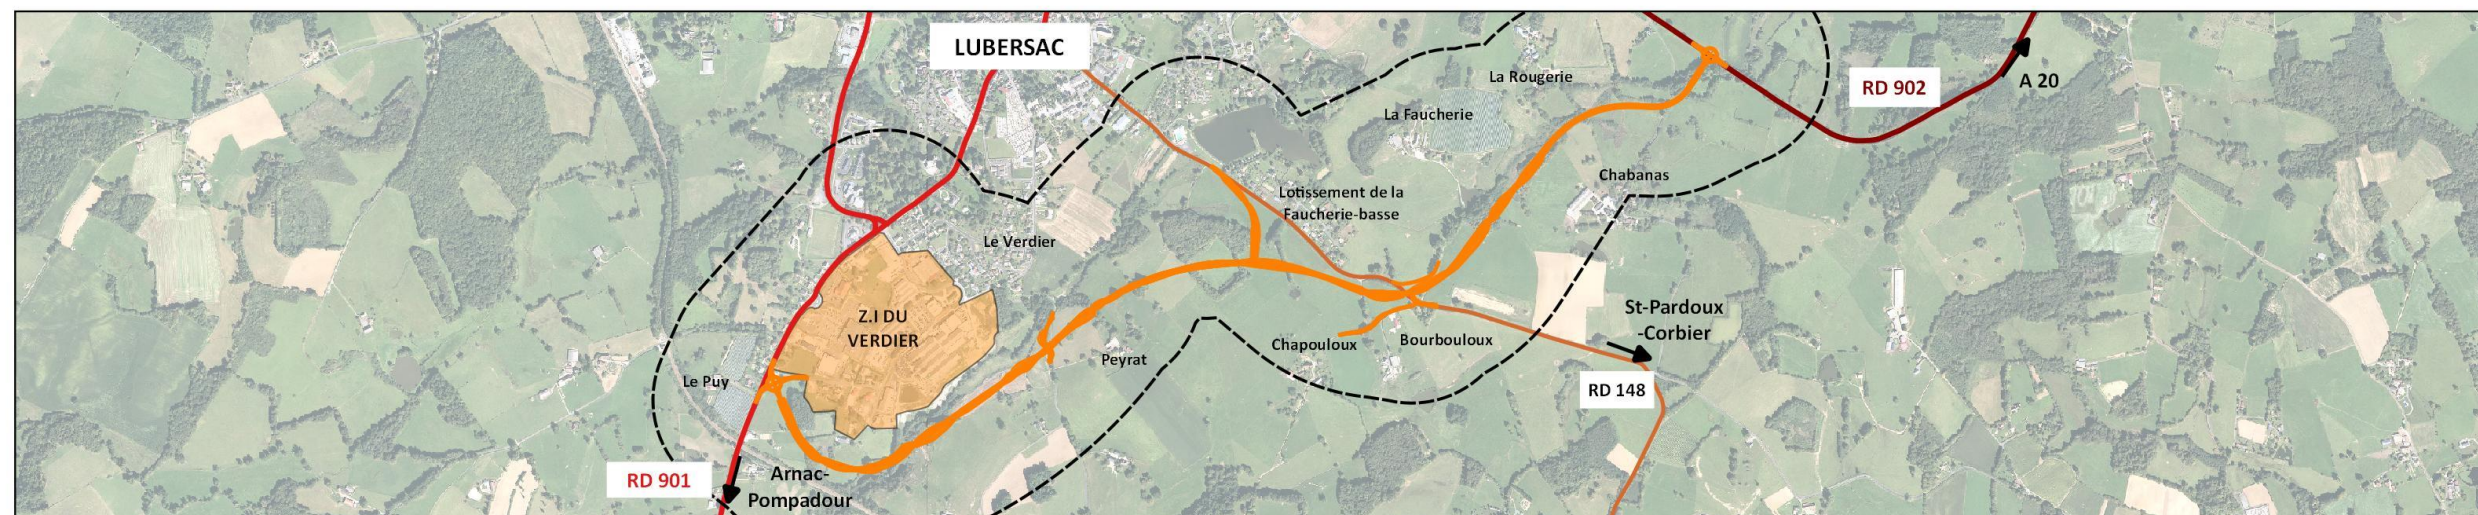 LUBERSAC
La Rougerie
RD 902
A 20
La Faucherie
Chabanas
Lotissement de la
Faucherie-basse
Le Verdier
Z.I DU
VERDIER
St-Pardoux
-Corbier
Chapouloux
Bourbouloux
Peyrat
Le Puy
RD 148
RD 901
Arnac-
Pompadour